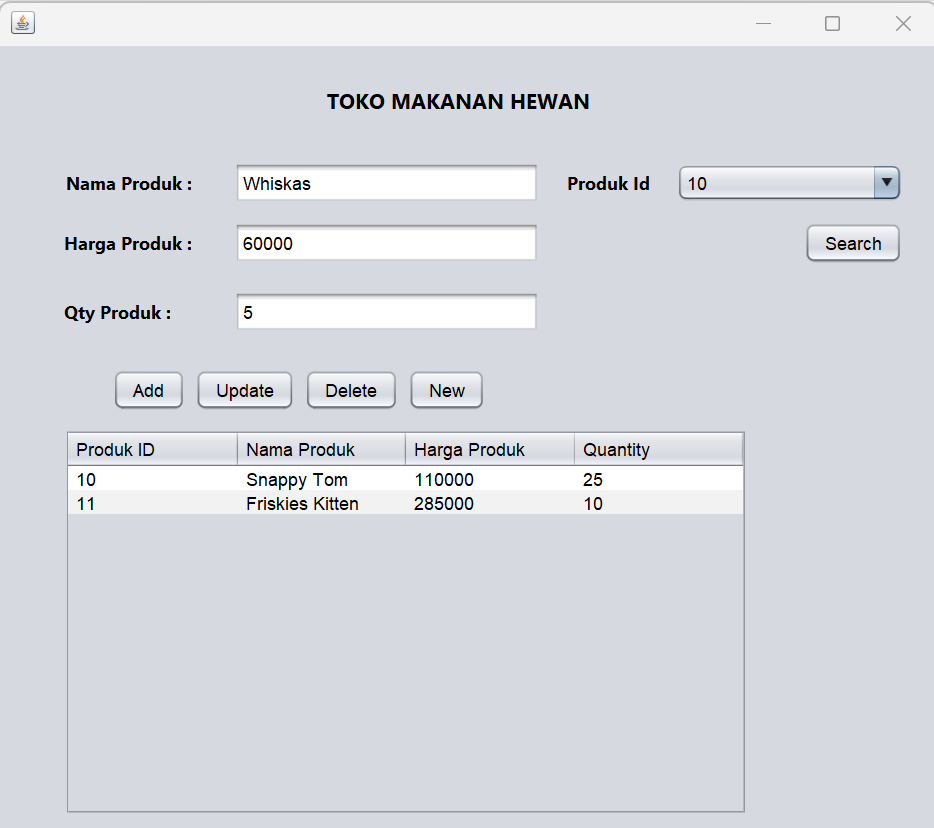 TOKO MAKANAN HEWAN
Nama Produk : Whiskas Produk Id 10
Harga Produk : 60000 Search
Qty Produk : 5
Add Update Delete New
Produk ID Nama Produk Harga Produk Quantity
10 Snappy Tom 110000 25
11 Friskies Kitten 285000 10